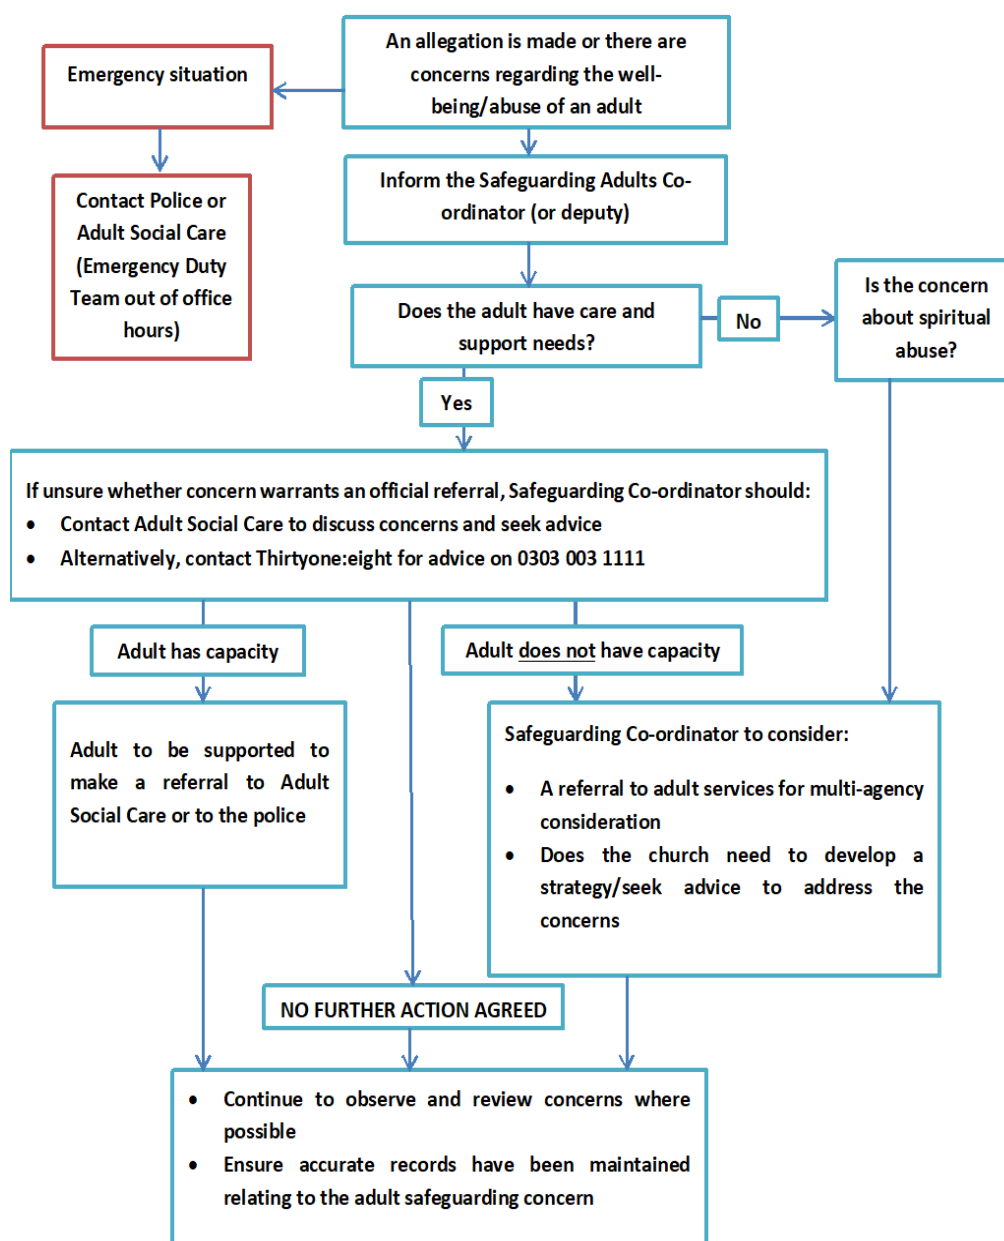 An allegation is made or there are
concerns regarding the well-
being/abuse of an adult
Emergency situation
Inform the Safeguarding Adults Co-
ordinator (or deputy)
Contact Police or
Adult Social Care
(Emergency Duty
Team out of office
hours)
Does the adult have care and
support needs?
No
Is the concern
about spiritual
abuse?
Yes
If unsure whether concern warrants an official referral, Safeguarding Co-ordinator should:
• Contact Adult Social Care to discuss concerns and seek advice
• Alternatively, contact Thirtyone:eight for advice on 0303 003 1111
Adult has capacity
Adult does not have capacity
Adult to be supported to
make a referral to Adult
Social Care or to the police
Safeguarding Co-ordinator to consider:
• A referral to adult services for multi-agency
consideration
• Does the church need to develop a
strategy/seek advice to address the
concerns
NO FURTHER ACTION AGREED
• Continue to observe and review concerns where
possible
• Ensure accurate records have been maintained
relating to the adult safeguarding concern